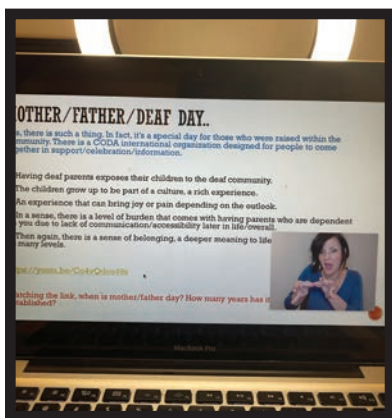 OTHER/FATHER/DEAF DAY..
s, there is such a thing. In fact, it's a special day for those who were raised within the
mmunity. There is a CODA international organization designed for people to come
gether in support/celebration/information.
Having deaf parents exposes their children to the deaf community.
The children grow up to be part of a culture, a rich experience.
An experience that can bring joy or pain depending on the outlook.
In a sense, there is a level of burden that comes with having parents who are dependent
you due to lack of communication/accessibility later in life/overall.
Then again, there is a sense of belonging, a deeper meaning to life
many levels.
atching the link, when is mother/father day? How many years has it
tablished?
MacBook Pro